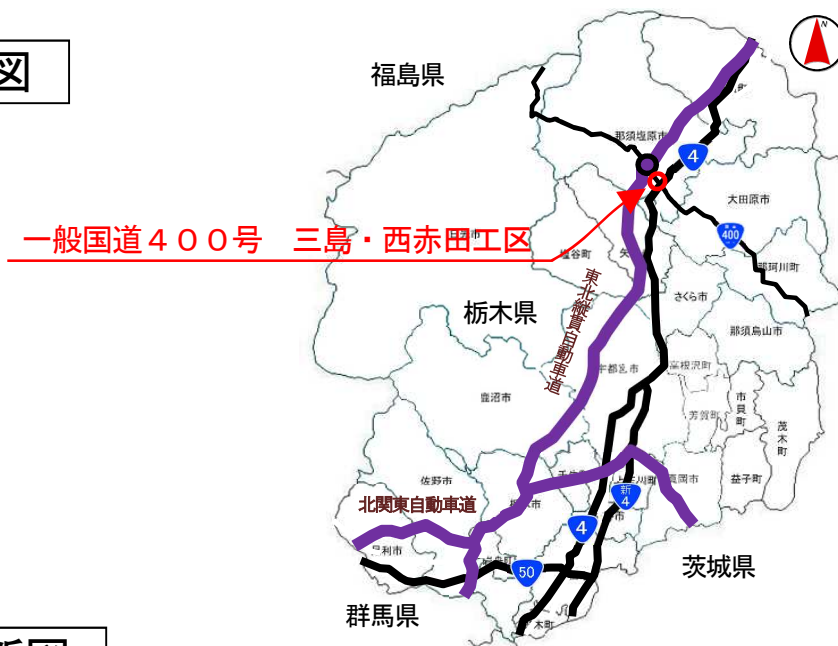 図
N
福島県
那須塩原市
4
大田原市
一般国道４００号　三島・西赤田工区
400
塩谷町
那珂川町
さくら市
栃木県
東北縦貫自動車道
那須烏山市
宇都宮市
高根沢町
鹿沼市
市貝町
芳賀町
茂木町
佐野市
益子町
真岡市
北関東自動車道
新4
4
足利市
50
茨城県
群馬県